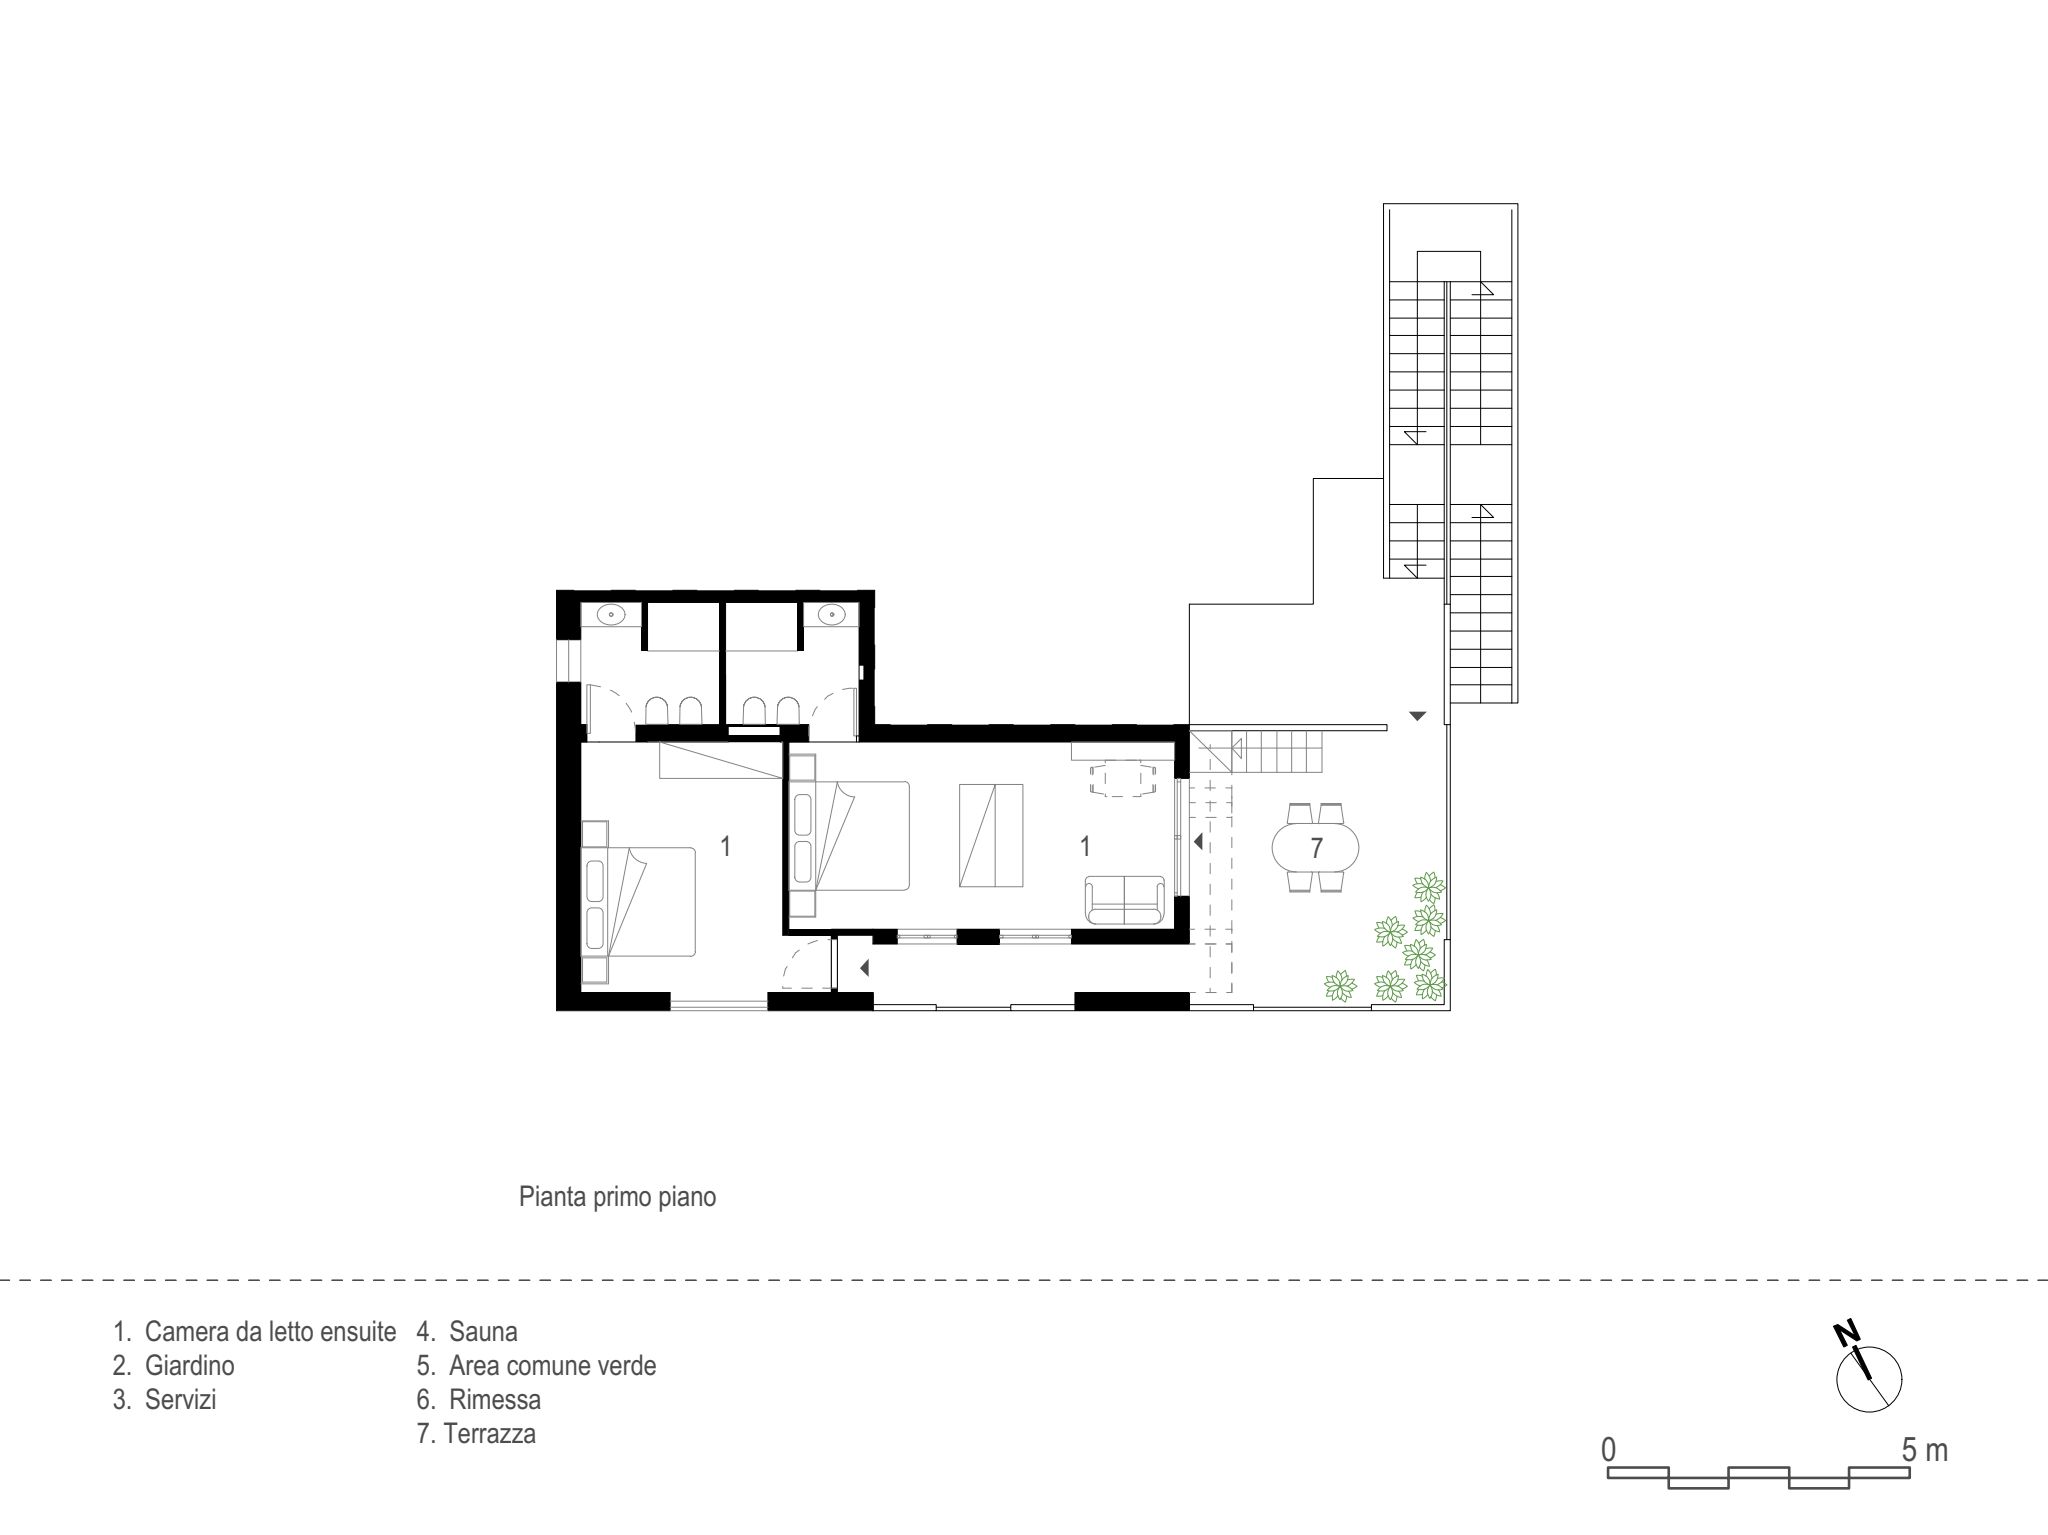 1
1
7
Pianta primo piano
1. Camera da letto ensuite
2. Giardino
3. Servizi
4. Sauna
5. Area comune verde
6. Rimessa
7. Terrazza
N
0 5 m